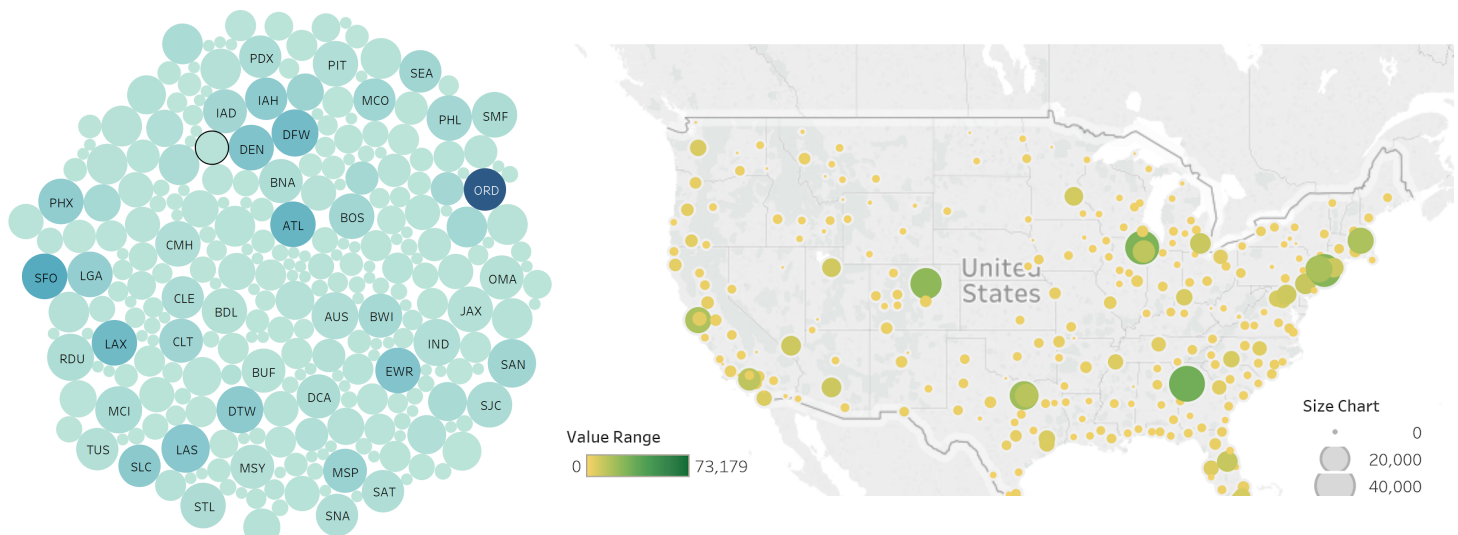 PDX
PIT
SEA
IAD
IAH
MCO
PHL
SMF
DEN
DFW
BNA
ORD
PHX
ATL
BOS
CMH
SFO
LGA
OMA
CLE
BDL
AUS
BWI
JAX
LAX
CLT
IND
RDU
BUF
EWR
SAN
MCI
DTW
DCA
SJC
TUS
SLC
LAS
MSY
MSP
SAT
STL
SNA
United
States
Value Range
0 73,179
Size Chart
0
20,000
40,000